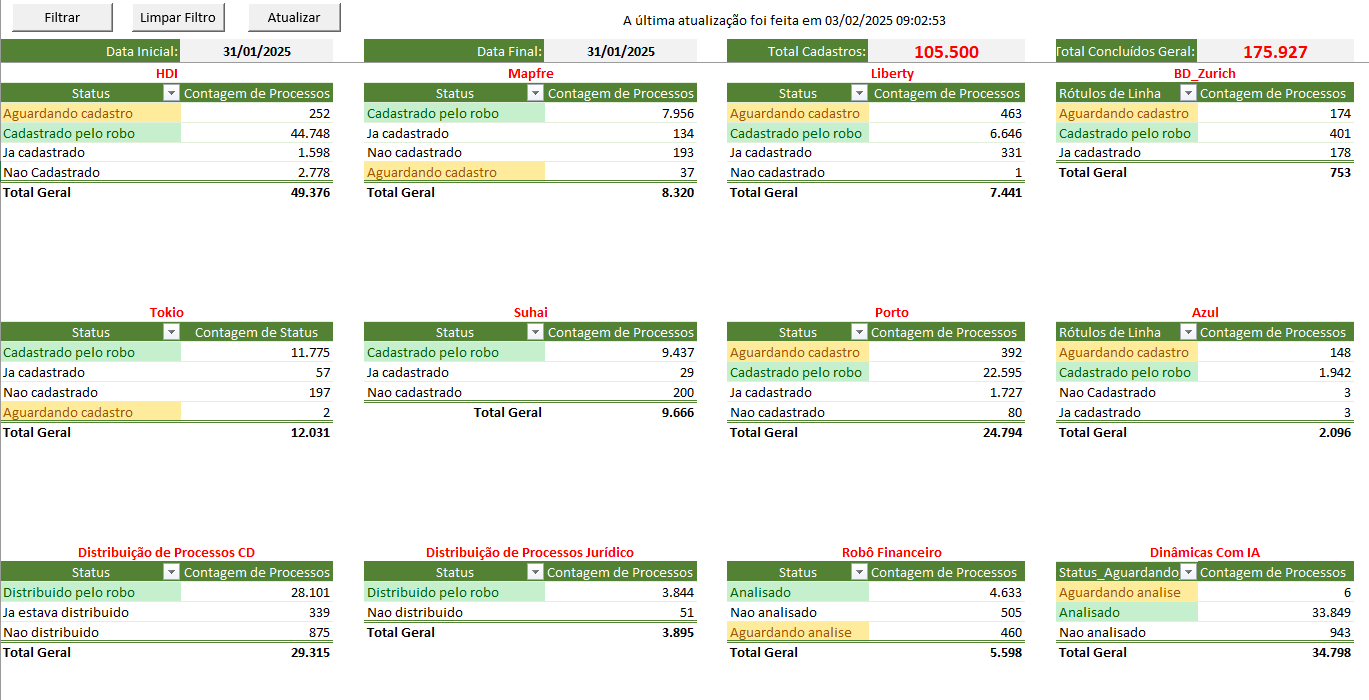 Filtrar Limpar Filtro Atualizar A última atualização foi feita em 03/02/2025 09:02:53
Data Inicial: 31/01/2025 Data Final: 31/01/2025 Total Cadastros: 105.500 Total Concluídos Geral: 175.927
HDI Mapfre Liberty BD_Zurich
Status Contagem de Processos Status Contagem de Processos Status Contagem de Processos Rótulos de Linha Contagem de Processos
Aguardando cadastro 252 Cadastrado pelo robo 7.956 Aguardando cadastro 463 Aguardando cadastro 174
Cadastrado pelo robo 44.748 Ja cadastrado 134 Cadastrado pelo robo 6.646 Cadastrado pelo robo 401
Ja cadastrado 1.598 Nao cadastrado 193 Ja cadastrado 331 Ja cadastrado 178
Nao Cadastrado 2.778 Aguardando cadastro 37 Nao cadastrado 1 Total Geral 753
Total Geral 49.376 Total Geral 8.320 Total Geral 7.441
Tokio Suhai Porto Azul
Status Contagem de Status Status Contagem de Processos Status Contagem de Processos Rótulos de Linha Contagem de Processos
Cadastrado pelo robo 11.775 Cadastrado pelo robo 9.437 Aguardando cadastro 392 Aguardando cadastro 148
Ja cadastrado 57 Ja cadastrado 29 Cadastrado pelo robo 22.595 Cadastrado pelo robo 1.942
Nao cadastrado 197 Nao cadastrado 200 Ja cadastrado 1.727 Nao Cadastrado 3
Aguardando cadastro 2 Total Geral 9.666 Nao cadastrado 80 Ja cadastrado 3
Total Geral 12.031 Total Geral 24.794 Total Geral 2.096
Distribuição de Processos CD Distribuição de Processos Jurídico Robô Financeiro Dinâmicas Com IA
Status Contagem de Processos Status Contagem de Processos Status Contagem de Processos Status_Aguardando Contagem de Processos
Distribuido pelo robo 28.101 Distribuido pelo robo 3.844 Analisado 4.633 Aguardando analise 6
Ja estava distribuido 339 Nao distribuido 51 Nao analisado 505 Analisado 33.849
Nao distribuido 875 Total Geral 3.895 Aguardando analise 460 Nao analisado 943
Total Geral 29.315 Total Geral 5.598 Total Geral 34.798